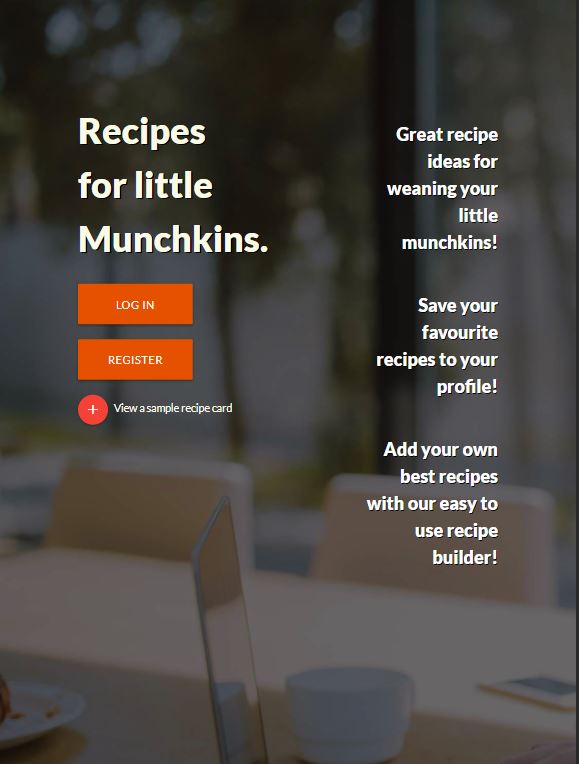 Recipes
for little
Munchkins.
LOG IN
REGISTER
+ View a sample recipe card
Great recipe
ideas for
weaning your
little
munchkins!
Save your
favourite
recipes to your
profile!
Add your own
best recipes
with our easy to
use recipe
builder!